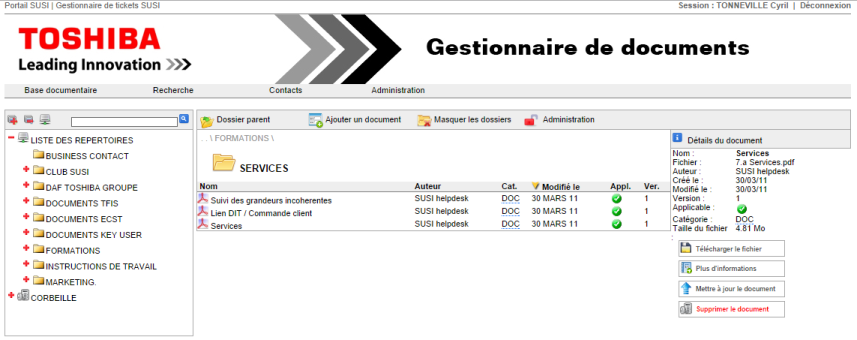 Portail SUSI | Gestionnaire de tickets SUSI
Session : TONNEVILLE Cyril | Déconnexion
TOSHIBA
Leading Innovation >>>
Gestionnaire de documents
Base documentaire Recherche Contacts Administration
LISTE DES REPERTOIRES
BUSINESS CONTACT
CLUB SUSI
DAF TOSHIBA GROUPE
DOCUMENTS TFIS
DOCUMENTS ECST
DOCUMENTS KEY USER
FORMATIONS
INSTRUCTIONS DE TRAVAIL
MARKETING.
CORBEILLE
Dossier parent Ajouter un document Masquer les dossiers Administration
. . \ FORMATIONS \
SERVICES
Nom Auteur Cat. Modifié le Appl. Ver.
Suivi des grandeurs incoherentes SUSI helpdesk DOC 30 MARS 11 1
Lien DIT / Commande client SUSI helpdesk DOC 30 MARS 11 1
Services SUSI helpdesk DOC 30 MARS 11 1
Détails du document
Nom : Services
Fichier : 7.a Services.pdf
Auteur : SUSI helpdesk
Créé le : 30/03/11
Modifié le : 30/03/11
Version : 1
Applicable :
Catégorie : DOC
Taille du fichier : 4.81 Mo
Télécharger le fichier
Plus d'informations
Mettre à jour le document
Supprimer le document